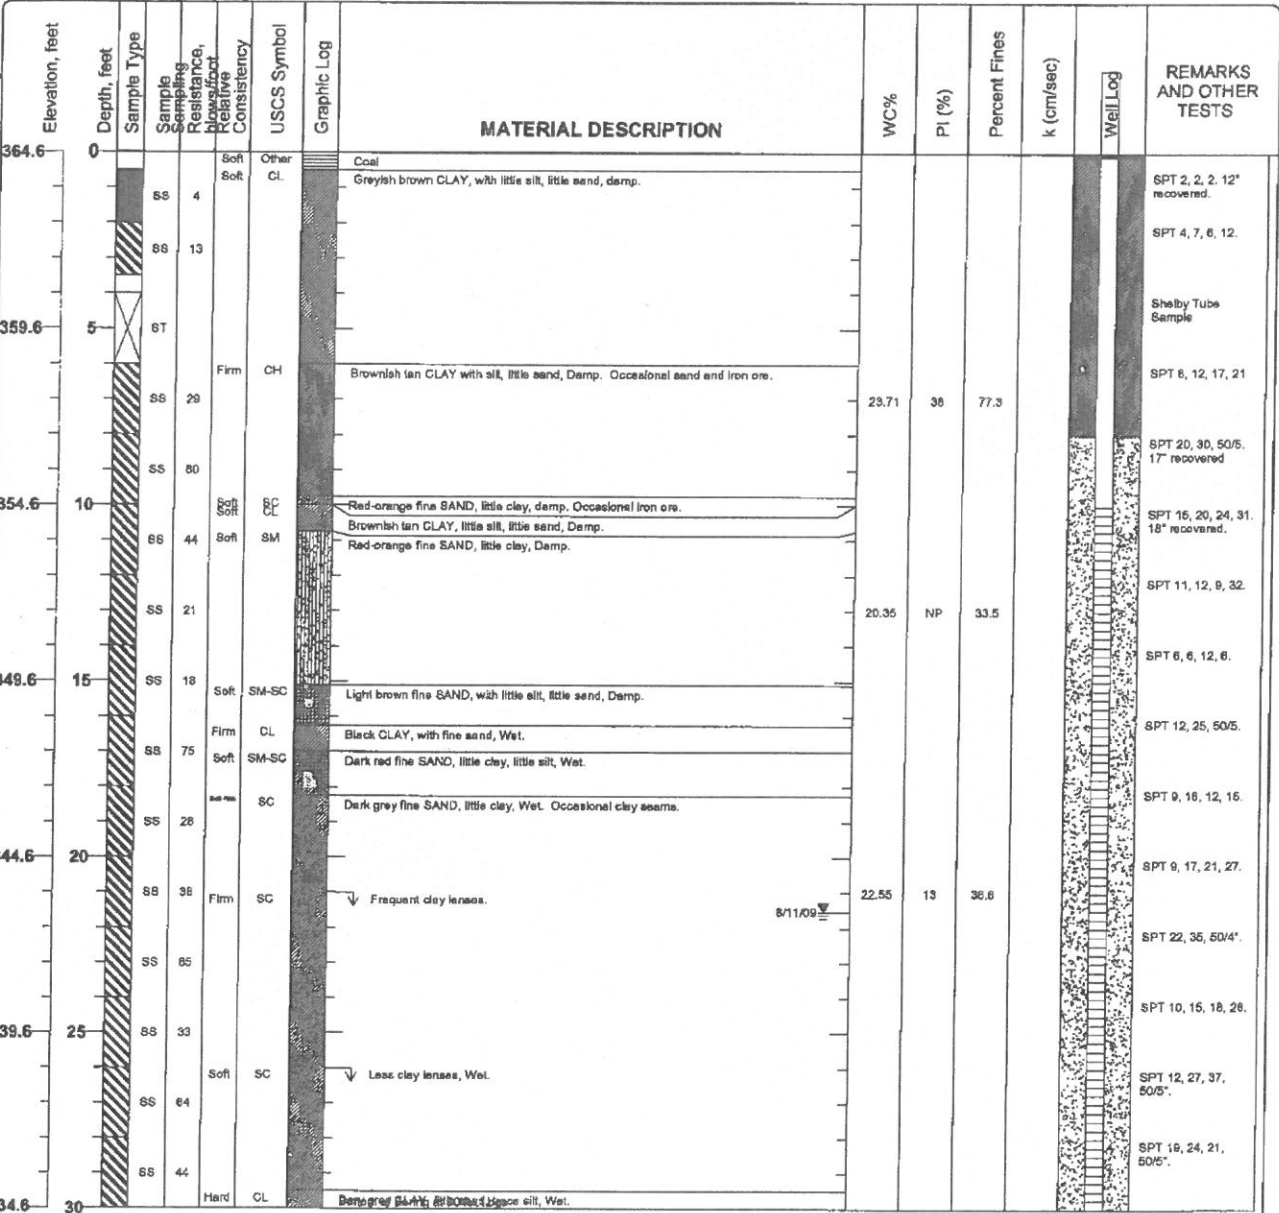 Elevation, feet
Depth, feet
Sample Type
Sample
Sampling
Resistance,
blows/foot
Relative
Consistency
USCS Symbol
Graphic Log
MATERIAL DESCRIPTION
WC%
PI (%)
Percent Fines
k (cm/sec)
Well Log
REMARKS
AND OTHER
TESTS
364.6 0 Soft Other Coal
Soft CL Greyish brown CLAY, with little silt, little sand, damp.
SS 4 SPT 2, 2, 2. 12"
recovered.
SS 13 SPT 4, 7, 6, 12.
Shelby Tube
Sample
359.6 5 ST
Firm CH Brownish tan CLAY with silt, little sand, Damp. Occasional sand and iron ore. SPT 8, 12, 17, 21
SS 29 23.71 38 77.3
SPT 20, 30, 50/5.
17" recovered
SS 80
354.6 10 Soft SC Red-orange fine SAND, little clay, damp. Occasional iron ore.
Soft CL Brownish tan CLAY, little silt, little sand, Damp.
SPT 15, 20, 24, 31.
18" recovered.
SS 44 Soft SM Red-orange fine SAND, little clay, Damp.
SPT 11, 12, 9, 32.
SS 21 20.35 NP 33.5
SPT 6, 6, 12, 6.
349.6 15 SS 18
Soft SM-SC Light brown fine SAND, with little silt, little sand, Damp.
SPT 12, 25, 50/5.
Firm CL Black CLAY, with fine sand, Wet.
SS 75 Soft SM-SC Dark red fine SAND, little clay, little silt, Wet.
SC Dark grey fine SAND, little clay, Wet. Occasional clay seams.
SPT 9, 16, 12, 15.
SS 28
44.6 20
SPT 9, 17, 21, 27.
SS 38 Firm SC Frequent clay lenses. 22.55 13 36.6
8/11/09
SPT 22, 35, 50/4".
SS 85
SPT 10, 15, 18, 26.
39.6 25 SS 33
Soft SC Less clay lenses, Wet.
SPT 12, 27, 37,
50/5".
SS 64
SPT 19, 24, 21,
50/5".
SS 44
Hard CL silt, Wet.
34.6 30